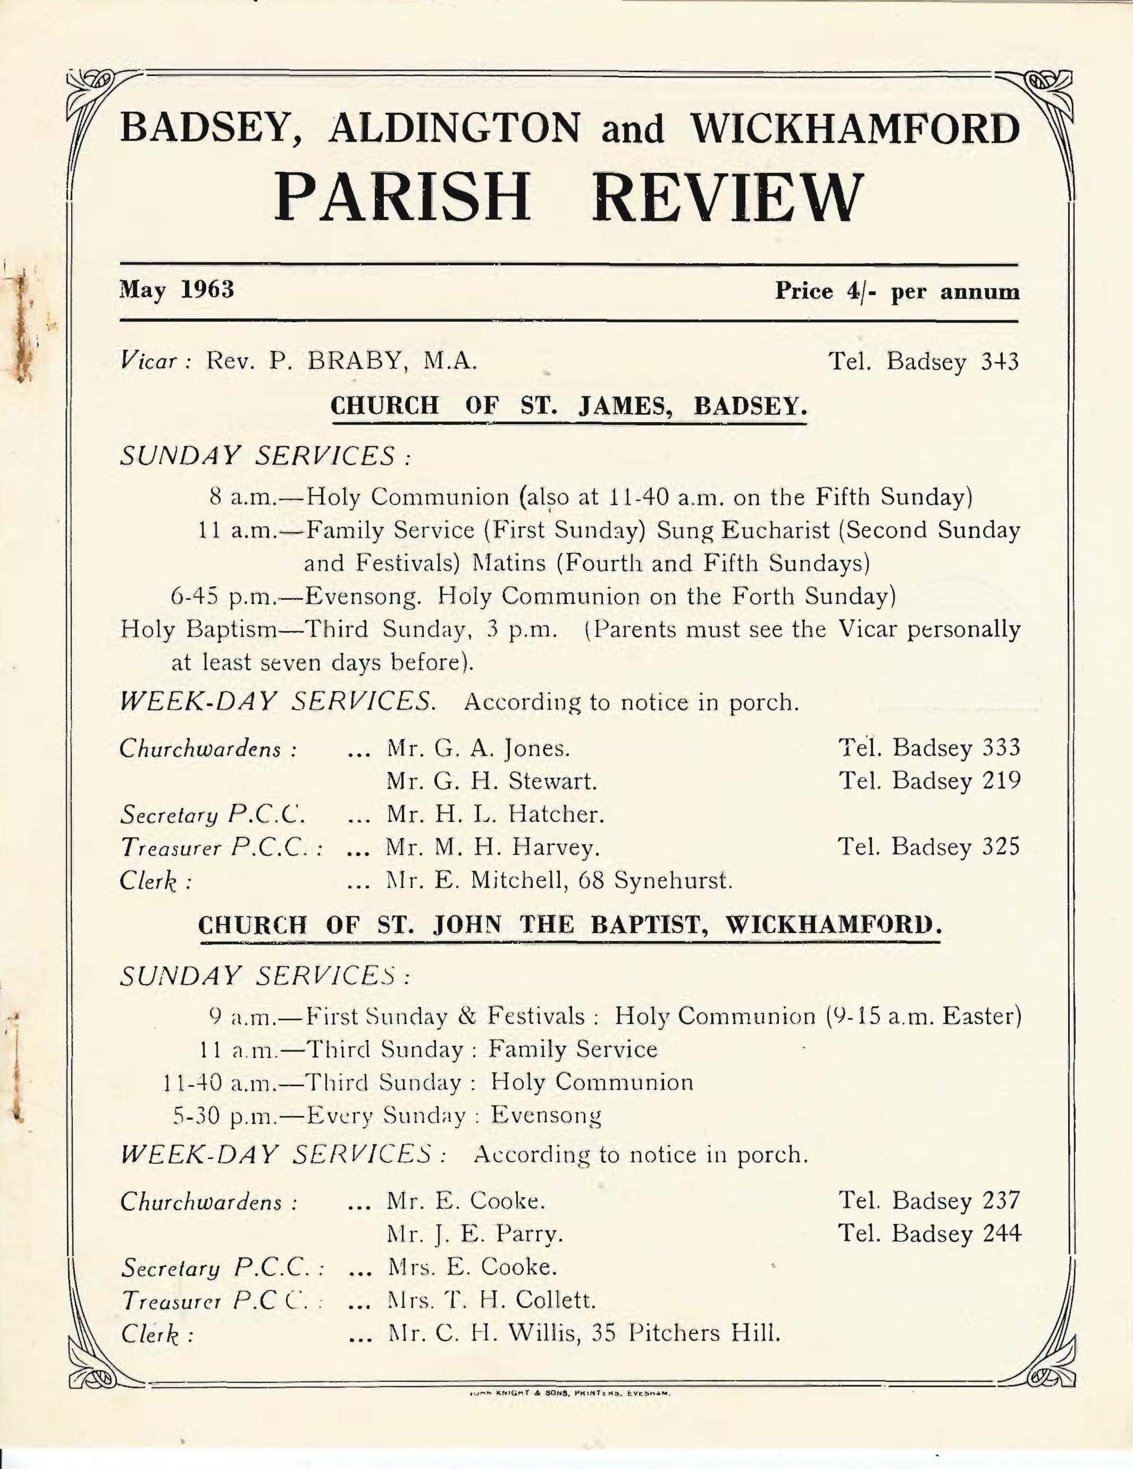 BADSEY, ALDINGTON and WICKHAMFORD
PARISH REVIEW
May 1963 Price 4/- per annum
Vicar : Rev. P. BRABY, M.A. Tel. Badsey 343
CHURCH OF ST. JAMES, BADSEY.
SUNDAY SERVICES :
8 a.m.—Holy Communion (also at 11-40 a.m. on the Fifth Sunday)
11 a.m.—Family Service (First Sunday) Sung Eucharist (Second Sunday
and Festivals) Matins (Fourth and Fifth Sundays)
6-45 p.m.—Evensong. Holy Communion on the Forth Sunday)
Holy Baptism—Third Sunday, 3 p.m. (Parents must see the Vicar personally
at least seven days before).
WEEK-DAY SERVICES. According to notice in porch.
Churchwardens : ... Mr. G. A. Jones. Tel. Badsey 333
Mr. G. H. Stewart. Tel. Badsey 219
Secretary P.C.C. ... Mr. H. L. Hatcher.
Treasurer P.C.C. : ... Mr. M. H. Harvey. Tel. Badsey 325
Clerk : ... Mr. E. Mitchell, 68 Synehurst.
CHURCH OF ST. JOHN THE BAPTIST, WICKHAMFORD.
SUNDAY SERVICES :
9 a.m.—First Sunday & Festivals : Holy Communion (9-15 a.m. Easter)
11 a.m.—Third Sunday : Family Service
11-40 a.m.—Third Sunday : Holy Communion
5-30 p.m.—Every Sunday : Evensong
WEEK-DAY SERVICES : According to notice in porch.
Churchwardens : ... Mr. E. Cooke. Tel. Badsey 237
Mr. J. E. Parry. Tel. Badsey 244
Secretary P.C.C. : ... Mrs. E. Cooke.
Treasurer P.C C. : ... Mrs. T. H. Collett.
Clerk : ... Mr. C. H. Willis, 35 Pitchers Hill.
JOHN KNIGHT & SONS, PRINTERS, EVESHAM.